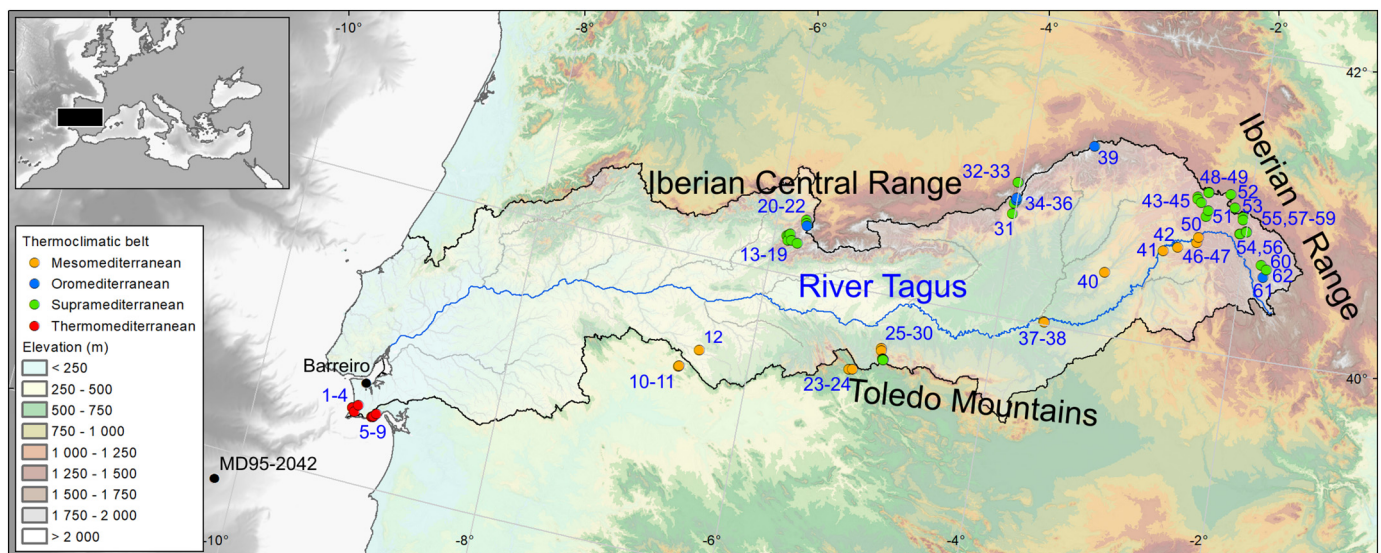 -10°
-6°
-4°
-2°
42°
Iberian
Range
39
32-33
Iberian Central Range
48-49
52
34-36
43-45
53
20-22
51
55,57-59
31
50
42
13-19
41
54,56
46-47
60
River Tagus
40
62
61
Thermoclimatic belt
Mesomediterranean
Oromediterranean
Supramediterranean
Thermomediterranean
Elevation (m)
< 250
250 - 500
500 - 750
750 - 1 000
1 000 - 1 250
1 250 - 1 500
1 500 - 1 750
1 750 - 2 000
> 2 000
12
25-30
37-38
Barreiro
10-11
23-24
40°
1-4
Toledo Mountains
5-9
MD95-2042
-10°
-8°
-6°
-4°
-2°